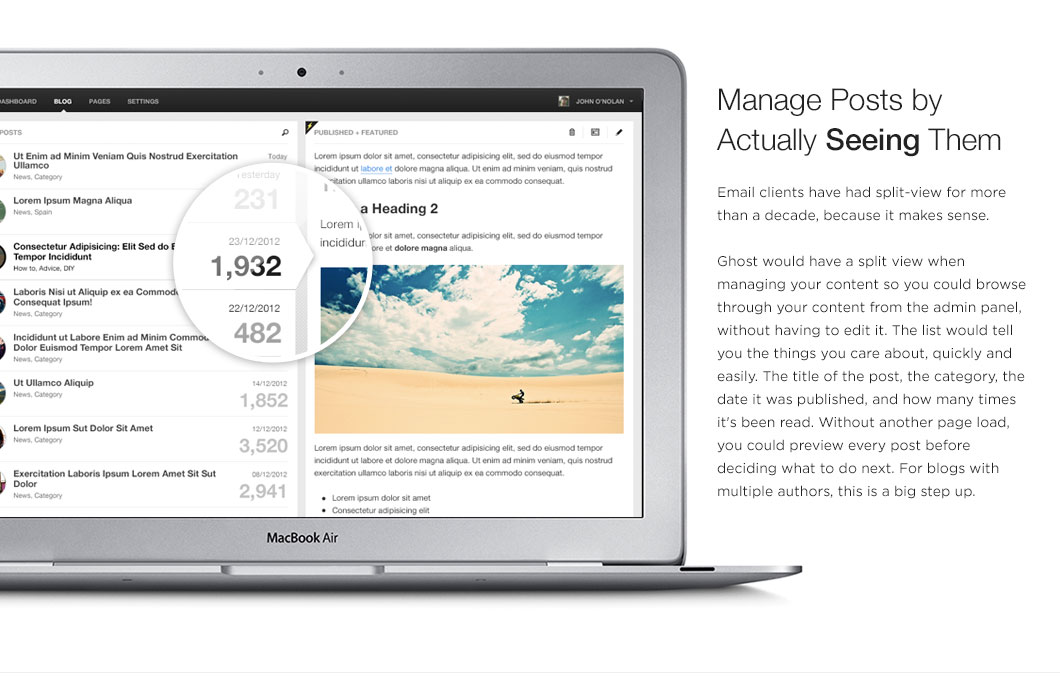 DASHBOARD BLOG PAGES SETTINGS JOHN O'NOLAN
POSTS
Ut Enim ad Minim Veniam Quis Nostrud Exercitation
Ullamco
Today
News, Category
Lorem Ipsum Magna Aliqua
News, Spain
Consectetur Adipisicing: Elit Sed do
Tempor Incididunt
How to, Advice, DIY
Laboris Nisi ut Aliquip ex ea Commodo
Consequat Ipsum!
News, Category
Incididunt ut Labore Enim ad Minim
Dolor Euismod Tempor Lorem Amet Sit
News, Category
Ut Ullamco Aliquip
14/12/2012
News, Category
1,852
Lorem Ipsum Sut Dolor Sit Amet
12/12/2012
News, Category
3,520
Exercitation Laboris Ipsum Lorem Amet Sit Sut
Dolor
08/12/2012
News, Category
2,941
Yesterday
231
23/12/2012
1,932
22/12/2012
482
Lorem
incididun
PUBLISHED + FEATURED
Lorem ipsum dolor sit amet, consectetur adipisicing elit, sed do eiusmod tempor
incididunt ut labore et dolore magna aliqua. Ut enim ad minim veniam, quis nostrud
ullamco laboris nisi ut aliquip ex ea commodo consequat.
a Heading 2
dolor sit amet, consectetur adipisicing elit, sed do eiusmod tempor
et dolore magna aliqua.
Lorem ipsum dolor sit amet, consectetur adipisicing elit, sed do eiusmod tempor
incididunt ut labore et dolore magna aliqua. Ut enim ad minim veniam, quis nostrud
exercitation ullamco laboris nisi ut aliquip ex ea commodo consequat.
Lorem ipsum dolor sit amet
Consectetur adipisicing elit
MacBook Air
Manage Posts by
Actually Seeing Them
Email clients have had split-view for more
than a decade, because it makes sense.
Ghost would have a split view when
managing your content so you could browse
through your content from the admin panel,
without having to edit it. The list would tell
you the things you care about, quickly and
easily. The title of the post, the category, the
date it was published, and how many times
it's been read. Without another page load,
you could preview every post before
deciding what to do next. For blogs with
multiple authors, this is a big step up.